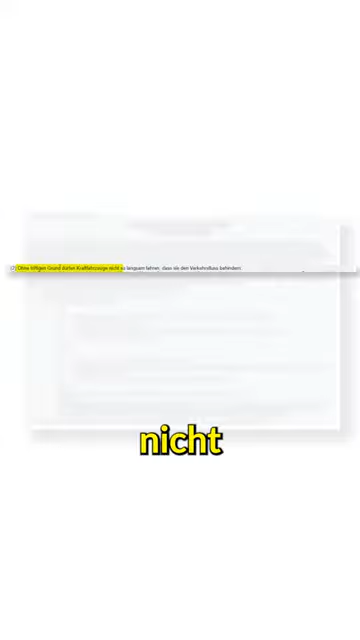 (2) Ohne triftigen Grund dürfen Kraftfahrzeuge nicht so langsam fahren, dass sie den Verkehrsfluss behindern.
nicht